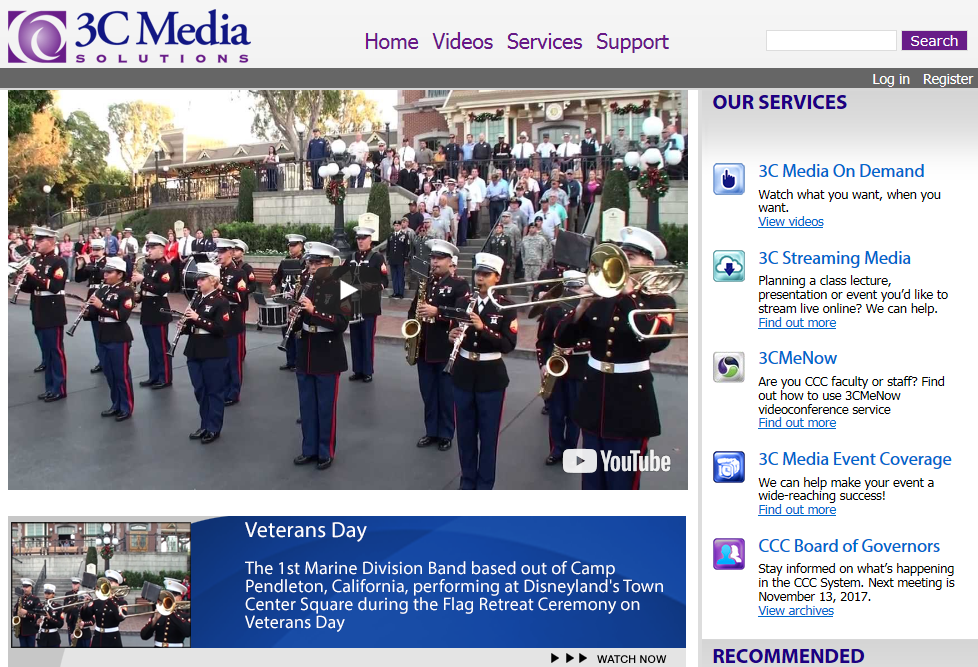 3C Media
SOLUTIONS
Home Videos Services Support
Search
Log in Register
YouTube
Veterans Day
The 1st Marine Division Band based out of Camp
Pendleton, California, performing at Disneyland's Town
Center Square during the Flag Retreat Ceremony on
Veterans Day
WATCH NOW
OUR SERVICES
3C Media On Demand
Watch what you want, when you
want.
View videos
3C Streaming Media
Planning a class lecture,
presentation or event you'd like to
stream live online? We can help.
Find out more
3CMeNow
Are you CCC faculty or staff? Find
out how to use 3CMeNow
videoconference service
Find out more
3C Media Event Coverage
We can help make your event a
wide-reaching success!
Find out more
CCC Board of Governors
Stay informed on what's happening
in the CCC System. Next meeting is
November 13, 2017.
View archives
RECOMMENDED